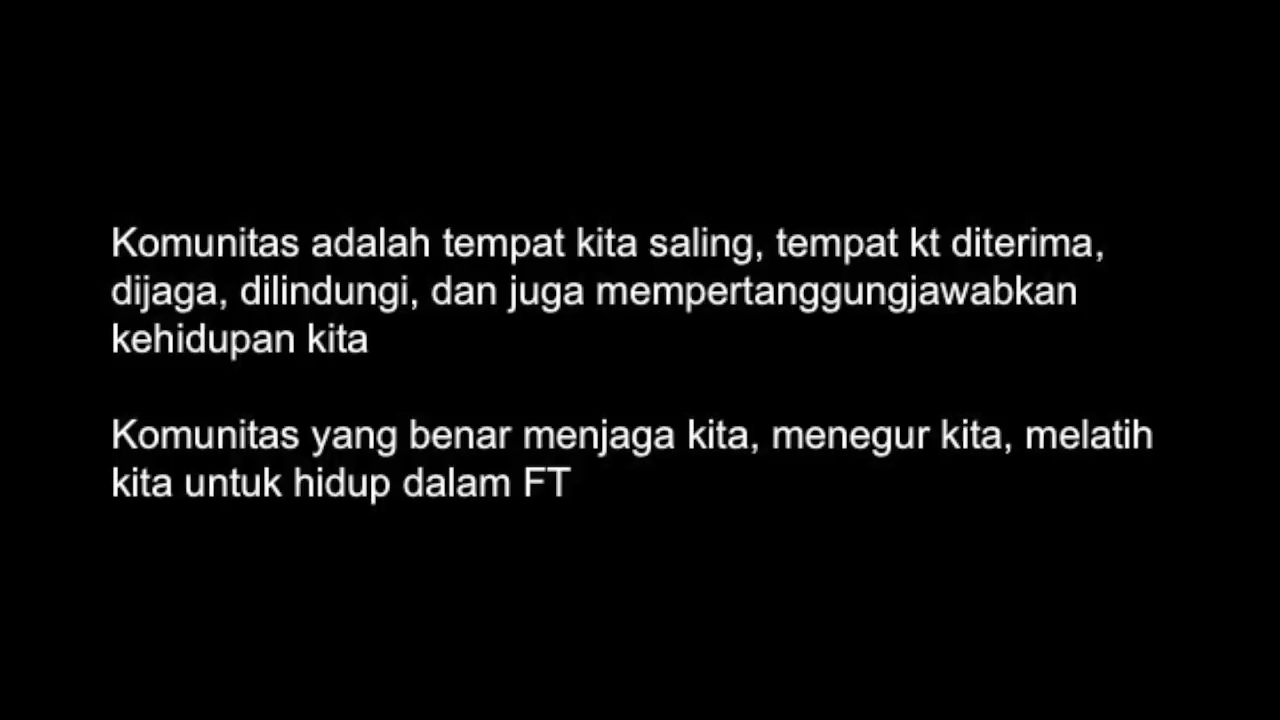 Komunitas adalah tempat kita saling, tempat kt diterima,
dijaga, dilindungi, dan juga mempertanggungjawabkan
kehidupan kita
Komunitas yang benar menjaga kita, menegur kita, melatih
kita untuk hidup dalam FT